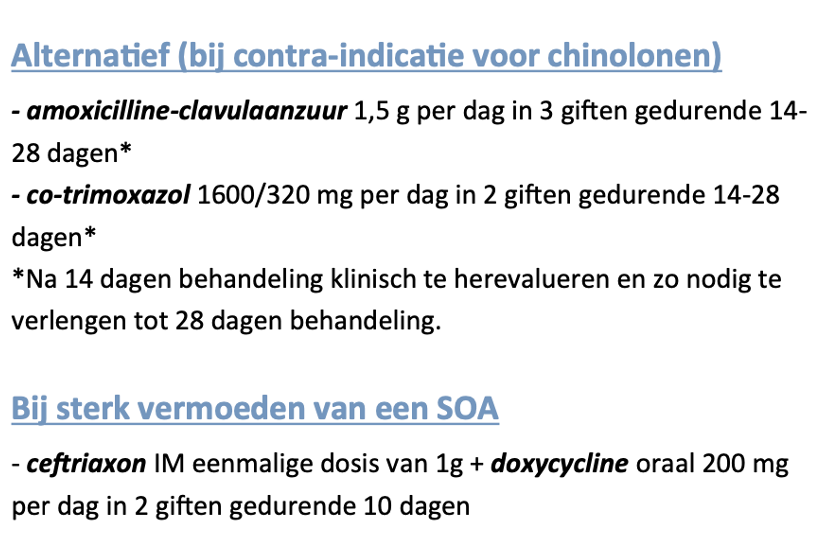 Alternatief (bij contra-indicatie voor chinolonen)
- amoxicilline-clavulaanzuur 1,5 g per dag in 3 giften gedurende 14-
28 dagen*
- co-trimoxazol 1600/320 mg per dag in 2 giften gedurende 14-28
dagen*
*Na 14 dagen behandeling klinisch te herevalueren en zo nodig te
verlengen tot 28 dagen behandeling.
Bij sterk vermoeden van een SOA
- ceftriaxon IM eenmalige dosis van 1g + doxycycline oraal 200 mg
per dag in 2 giften gedurende 10 dagen